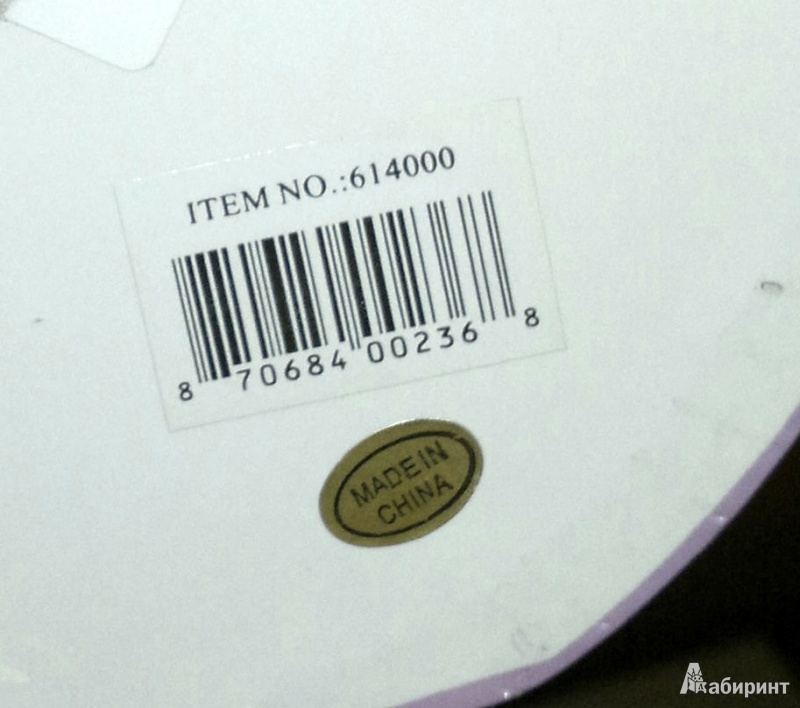 ITEM NO.:614000
8 70684 00236 8
MADE IN
CHINA
Лабиринт